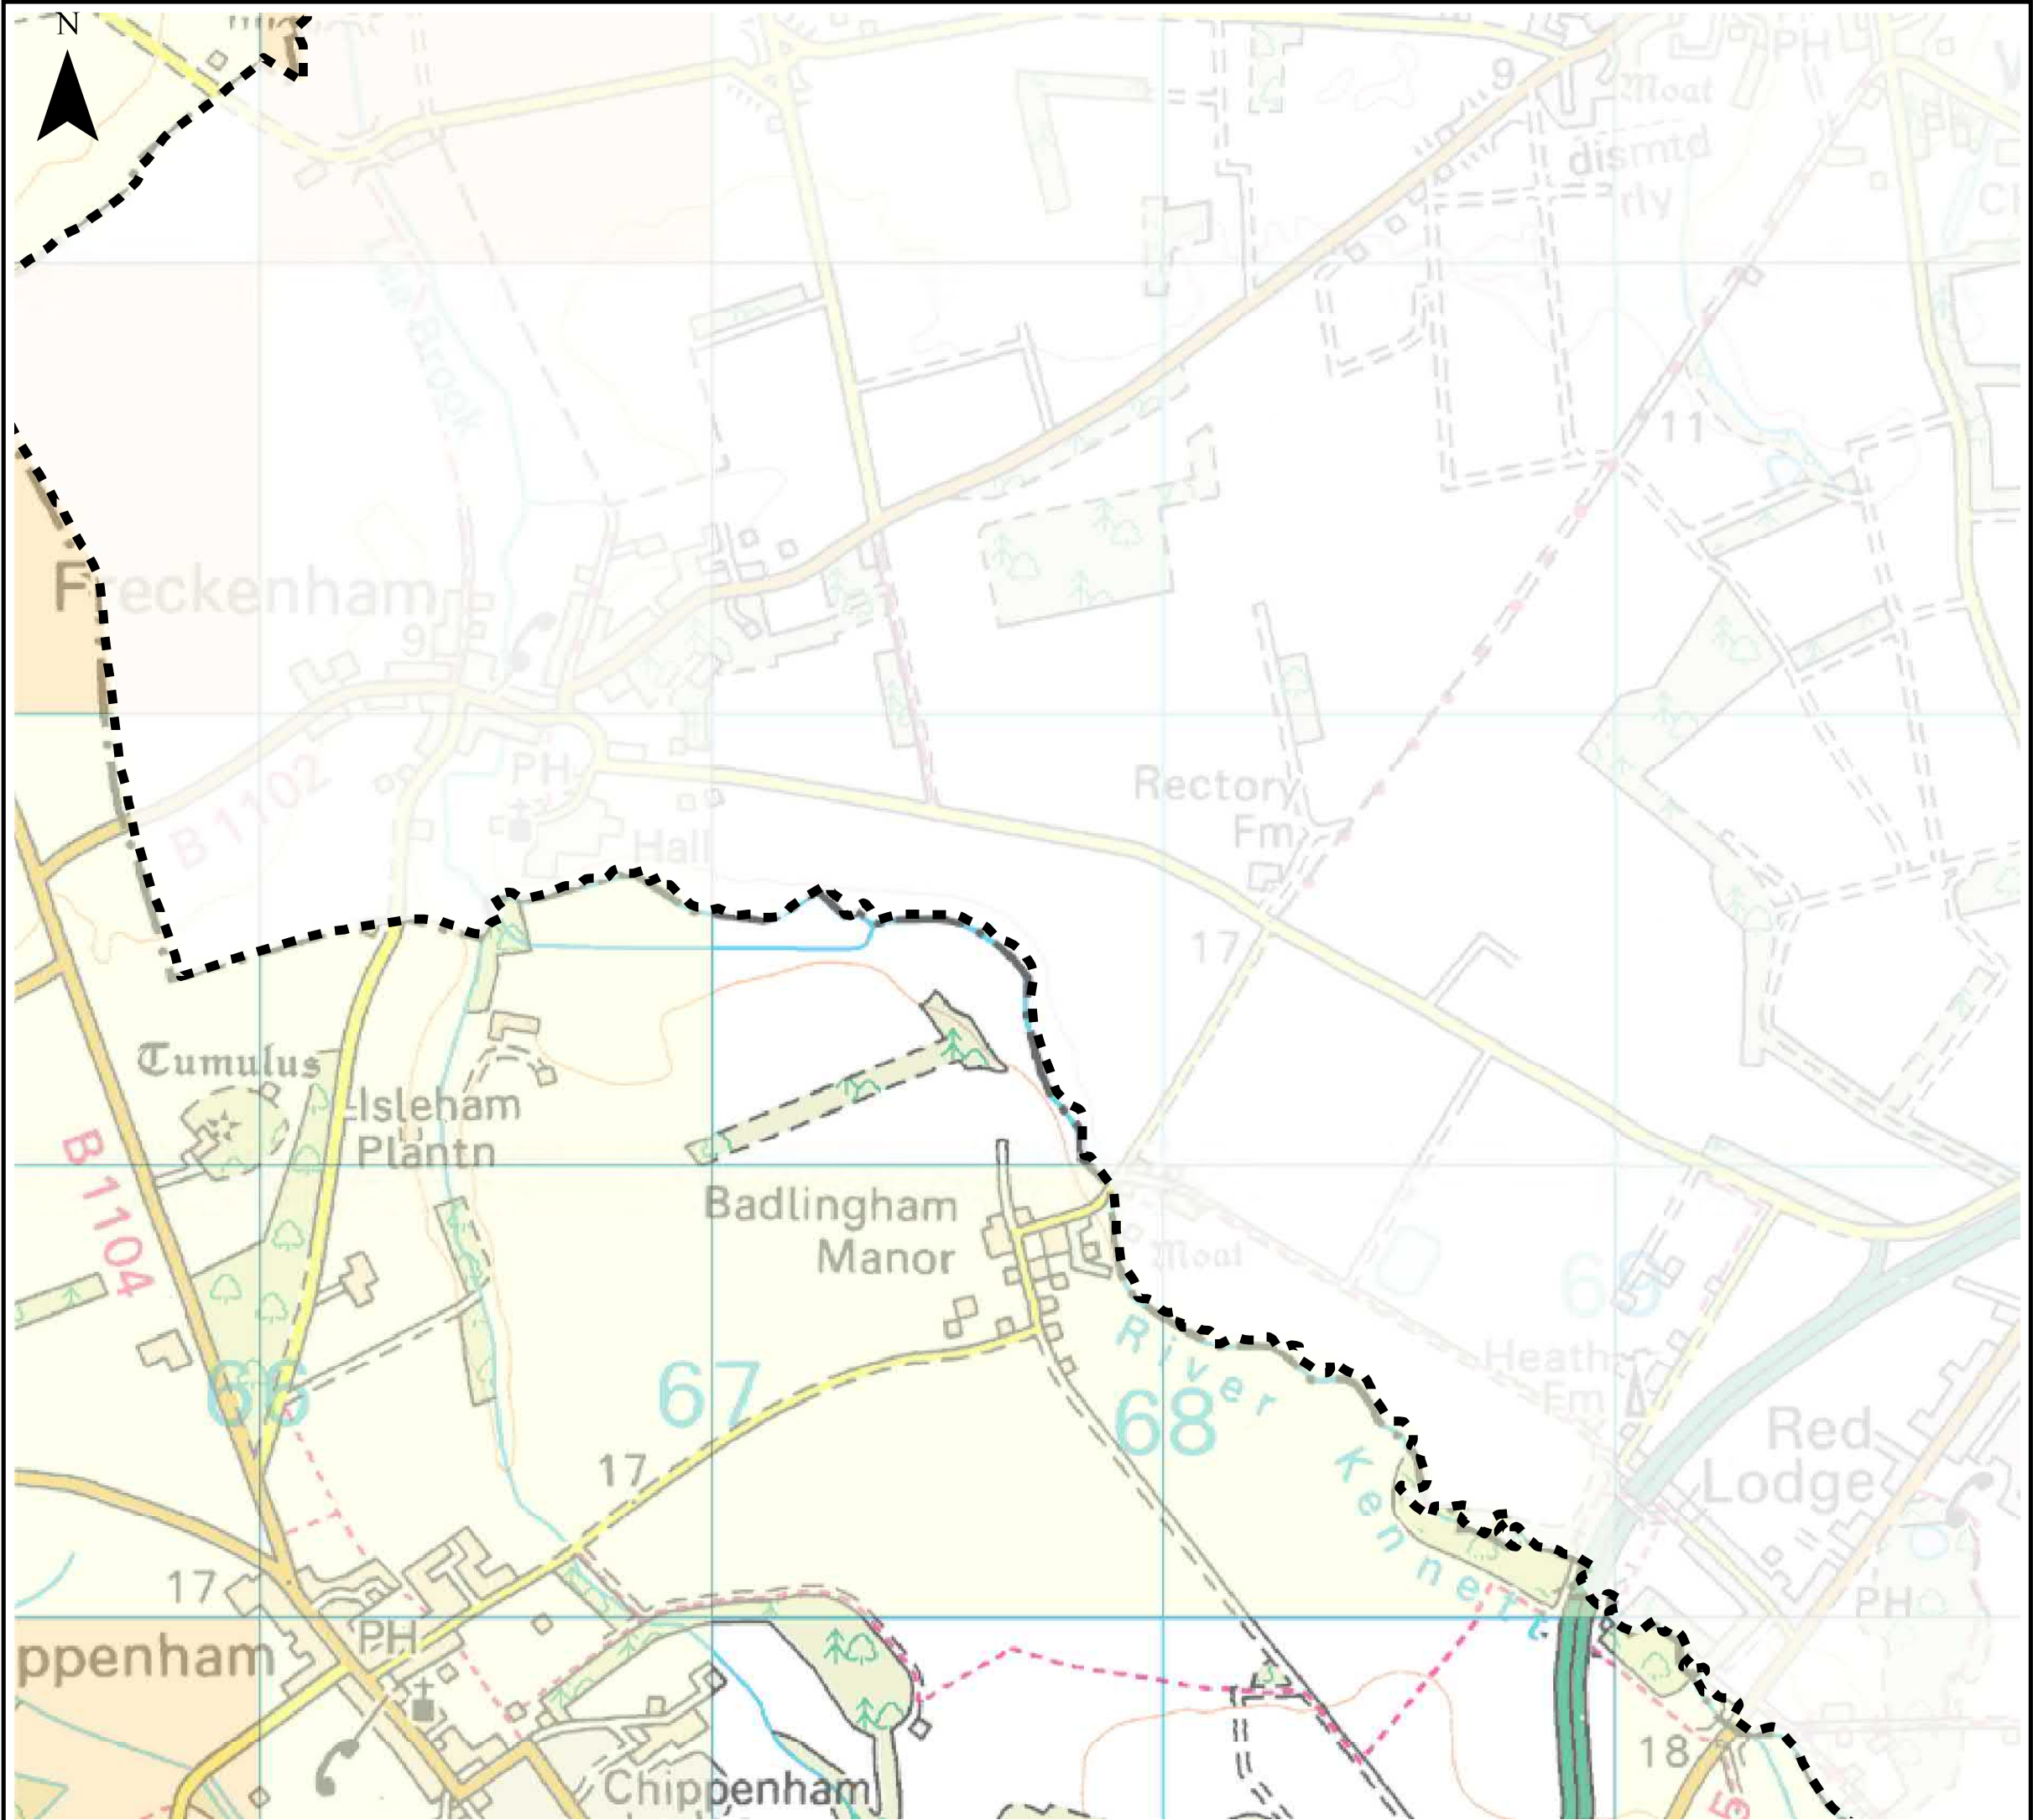 N
9
Moat
PH
dismtd
rly
Lee Brook
11
Freckenham
9
B 1102
PH
Hall
Rectory
Fm
17
Tumulus
Isleham
Plantn
B 1104
Badlingham
Manor
Moat
River Kennett
66
67
68
69
Heath
Fm
Red
Lodge
17
17
PH
PH
ppenham
Chippenham
18